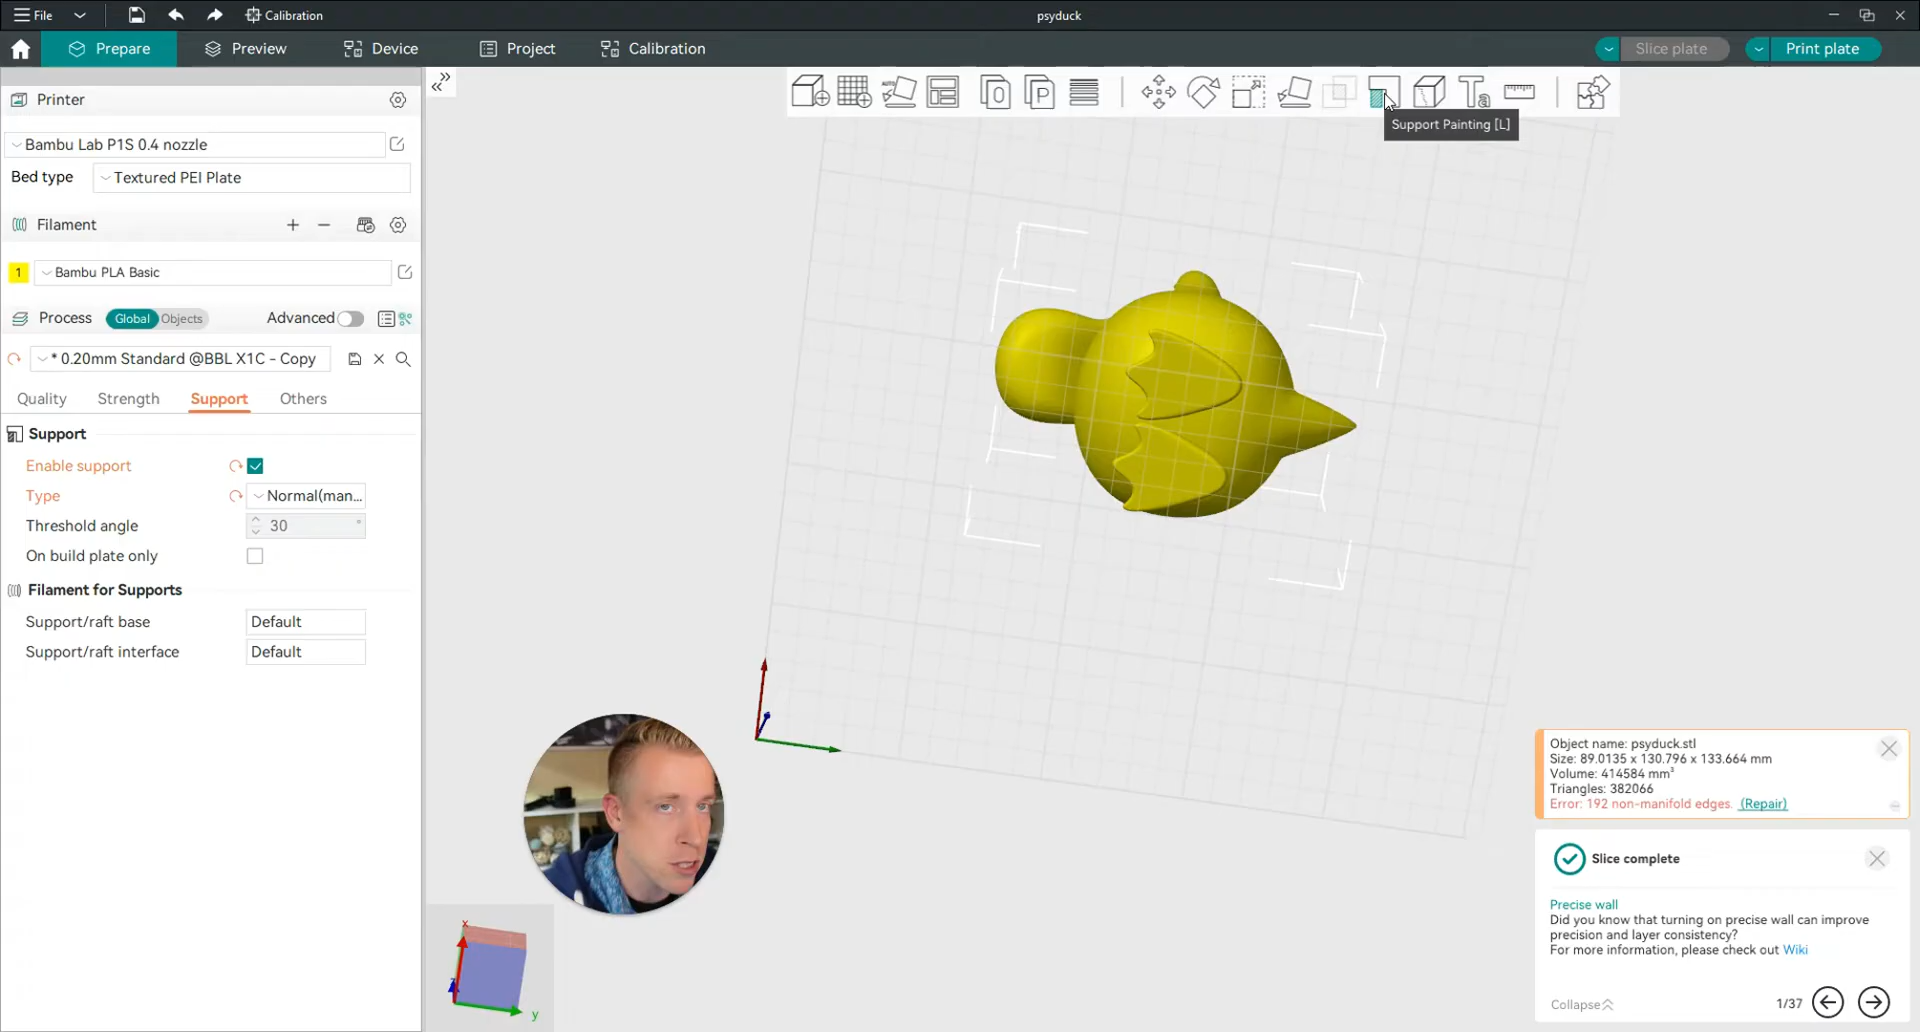 File
Calibration
psyduck
Prepare
Preview
Device
Project
Calibration
Slice plate
Print plate
Printer
Bambu Lab P1S 0.4 nozzle
Bed type
Textured PEI Plate
Filament
1
Bambu PLA Basic
Process
Global
Objects
Advanced
* 0.20mm Standard @BBL X1C - Copy
Quality
Strength
Support
Others
Support
Enable support
Type
Normal(man...
Threshold angle
30
°
On build plate only
Filament for Supports
Support/raft base
Default
Support/raft interface
Default
Support Painting [L]
Object name: psyduck.stl
Size: 89.0135 x 130.796 x 133.664 mm
Volume: 414584 mm³
Triangles: 382066
Error: 192 non-manifold edges. (Repair)
Slice complete
Precise wall
Did you know that turning on precise wall can improve
precision and layer consistency?
For more information, please check out Wiki
Collapse
1/37
x
z
y